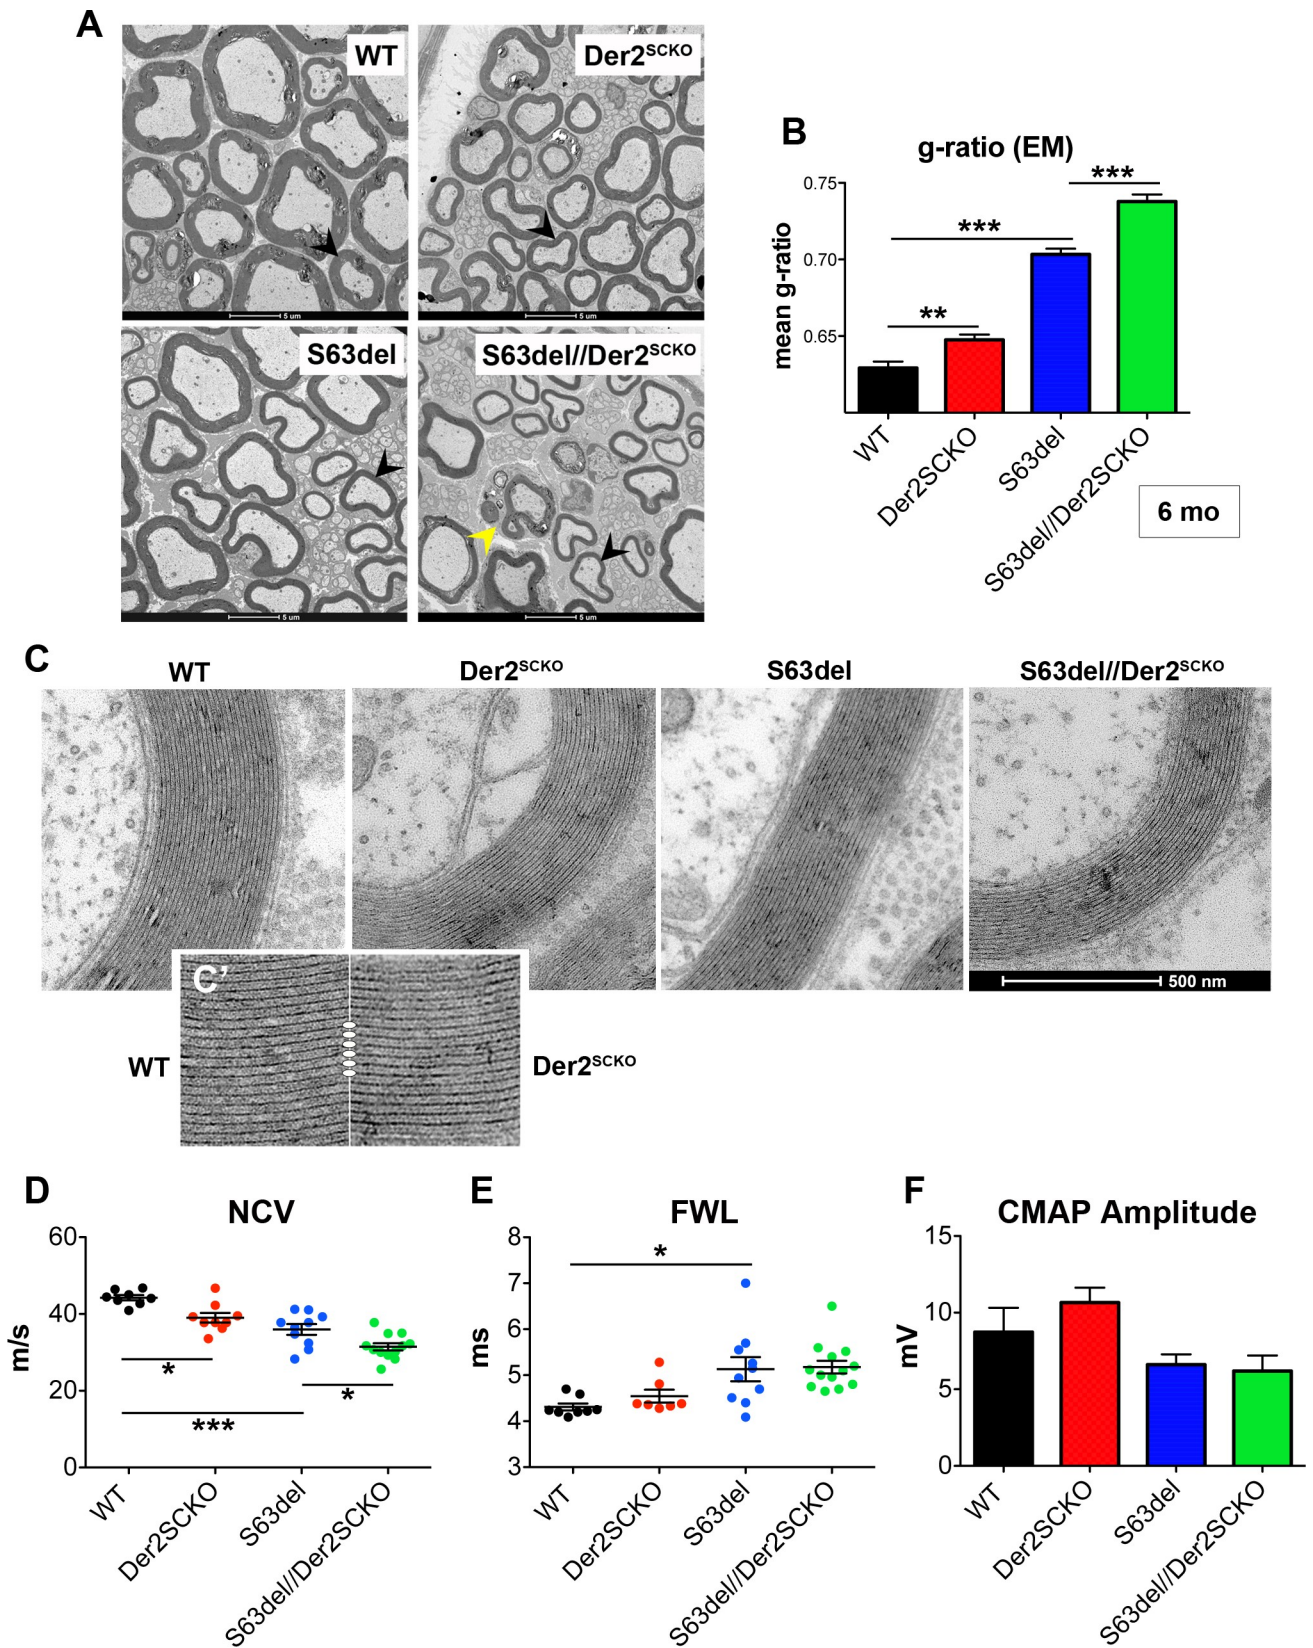 A
WT
Der2SCKO
5 um
5 um
S63del
S63del//Der2SCKO
5 um
5 um
B
g-ratio (EM)
mean g-ratio
0.75
0.70
0.65
***
***
**
WT
Der2SCKO
S63del
S63del//Der2SCKO
6 mo
C
WT
Der2SCKO
S63del
S63del//Der2SCKO
500 nm
C'
WT
Der2SCKO
D
NCV
m/s
60
40
20
0
*
*
***
WT
Der2SCKO
S63del
S63del//Der2SCKO
E
FWL
ms
8
7
6
5
4
3
*
WT
Der2SCKO
S63del
S63del//Der2SCKO
F
CMAP Amplitude
mV
15
10
5
0
WT
Der2SCKO
S63del
S63del//Der2SCKO